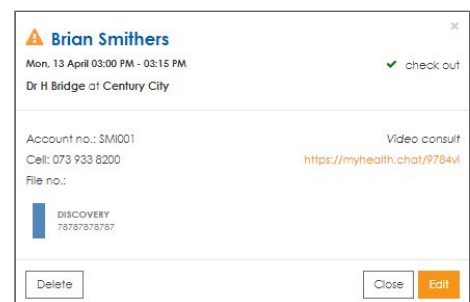 Brian Smithers
Mon, 13 April 03:00 PM - 03:15 PM
check out
Dr H Bridge at Century City
Account no.: SMI001
Video consult
Cell: 073 933 8200
https://myhealth.chat/9784vl
File no.:
DISCOVERY
78787878787
Delete
Close
Edit